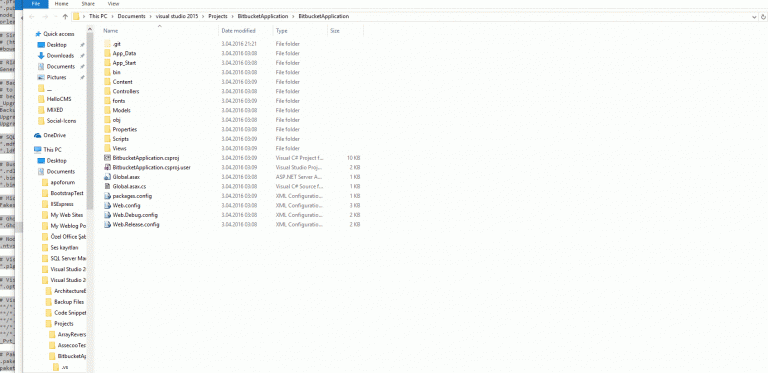 File Home Share View
This PC > Documents > visual studio 2015 > Projects > BitbucketApplication > BitbucketApplication
Name Date modified Type Size
Quick access
Desktop
Downloads
Documents
Pictures
__
HelloCMS
MIXED
Social-Icons
OneDrive
This PC
Desktop
Documents
apoforum
BootstrapTest
My Web Sites
My Weblog Po
Özel Office Şab
Ses kayıtları
SQL Server Ma
Visual Studio 2
Visual Studio 2
ArchitectureE
Backup Files
Code Snippet
Projects
ArrayRevers
AssecooTec
BitbucketAp
.vs
.git 3.04.2016 21:21 File folder
App_Data 3.04.2016 03:08 File folder
App_Start 3.04.2016 03:08 File folder
bin 3.04.2016 03:09 File folder
Content 3.04.2016 03:09 File folder
Controllers 3.04.2016 03:08 File folder
fonts 3.04.2016 03:09 File folder
Models 3.04.2016 03:08 File folder
obj 3.04.2016 03:08 File folder
Properties 3.04.2016 03:08 File folder
Scripts 3.04.2016 03:09 File folder
Views 3.04.2016 03:08 File folder
BitbucketApplication.csproj 3.04.2016 03:09 Visual C# Project f... 10 KB
BitbucketApplication.csproj.user 3.04.2016 03:09 Visual Studio Proj... 2 KB
Global.asax 3.04.2016 03:08 ASP.NET Server A... 1 KB
Global.asax.cs 3.04.2016 03:08 Visual C# Source f... 1 KB
packages.config 3.04.2016 03:09 XML Configuratio... 1 KB
Web.config 3.04.2016 03:08 XML Configuratio... 3 KB
Web.Debug.config 3.04.2016 03:08 XML Configuratio... 2 KB
Web.Release.config 3.04.2016 03:08 XML Configuratio... 2 KB